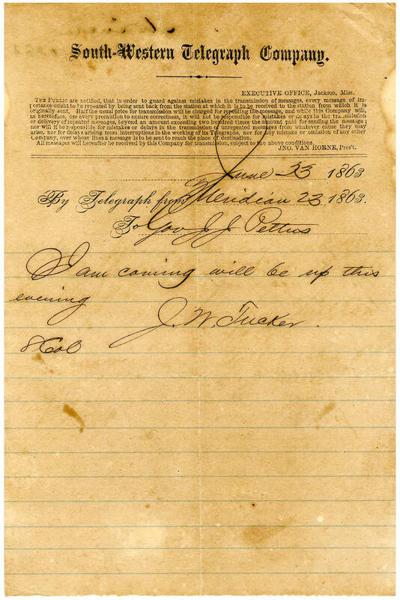 South-Western Telegraph Company.
EXECUTIVE OFFICE, Jackson, Miss.
THE PUBLIC are notified, that in order to guard against mistakes in the transmission of messages, every message of im-
portance ought to be repeated by being sent back from the station at which it is to be received to the station from which it is
originally sent. Half the usual price for transmission will be charged for repeating the message, and while this Company will,
as heretofore, use every precaution to ensure correctness, it will not be responsible for mistakes or delays in the transmission
or delivery of repeated messages, beyond an amount exceeding two hundred times the amount paid for sending the message;
nor will it be responsible for mistakes or delays in the transmission of unrepeated messages from whatever cause they may
arise, nor for delays arising from interruptions in the working of its Telegraphs, nor for any mistake or omission of any other
Company, over whose lines a message is to be sent to reach the place of destination.
All messages will hereafter be received by this Company for transmission, subject to the above conditions.
JNO. VAN HORNE, Pres't.
June 23 1863
By Telegraph from Meridian 23 1863.
To Gov J J Pettus
I am coming will be up this
evening
J. W. Tucker.